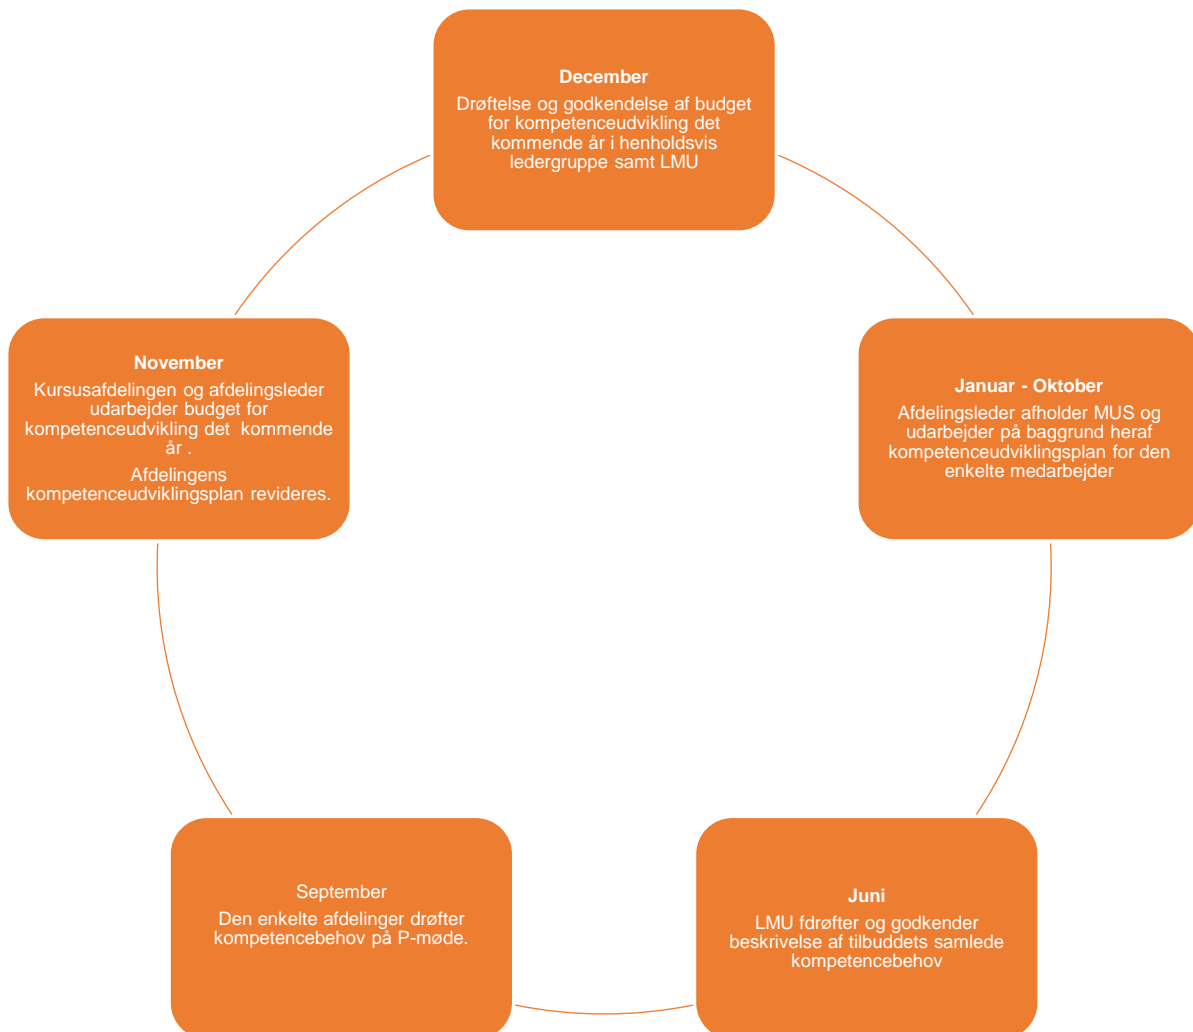 December
Drøftelse og godkendelse af budget
for kompetenceudvikling det
kommende år i henholdsvis
ledergruppe samt LMU
Januar - Oktober
Afdelingsleder afholder MUS og
udarbejder på baggrund heraf
kompetenceudviklingsplan for den
enkelte medarbejder
Juni
LMU fdrøfter og godkender
beskrivelse af tilbuddets samlede
kompetencebehov
September
Den enkelte afdelinger drøfter
kompetencebehov på P-møde.
November
Kursusafdelingen og afdelingsleder
udarbejder budget for
kompetenceudvikling det  kommende
år .
Afdelingens
kompetenceudviklingsplan revideres.